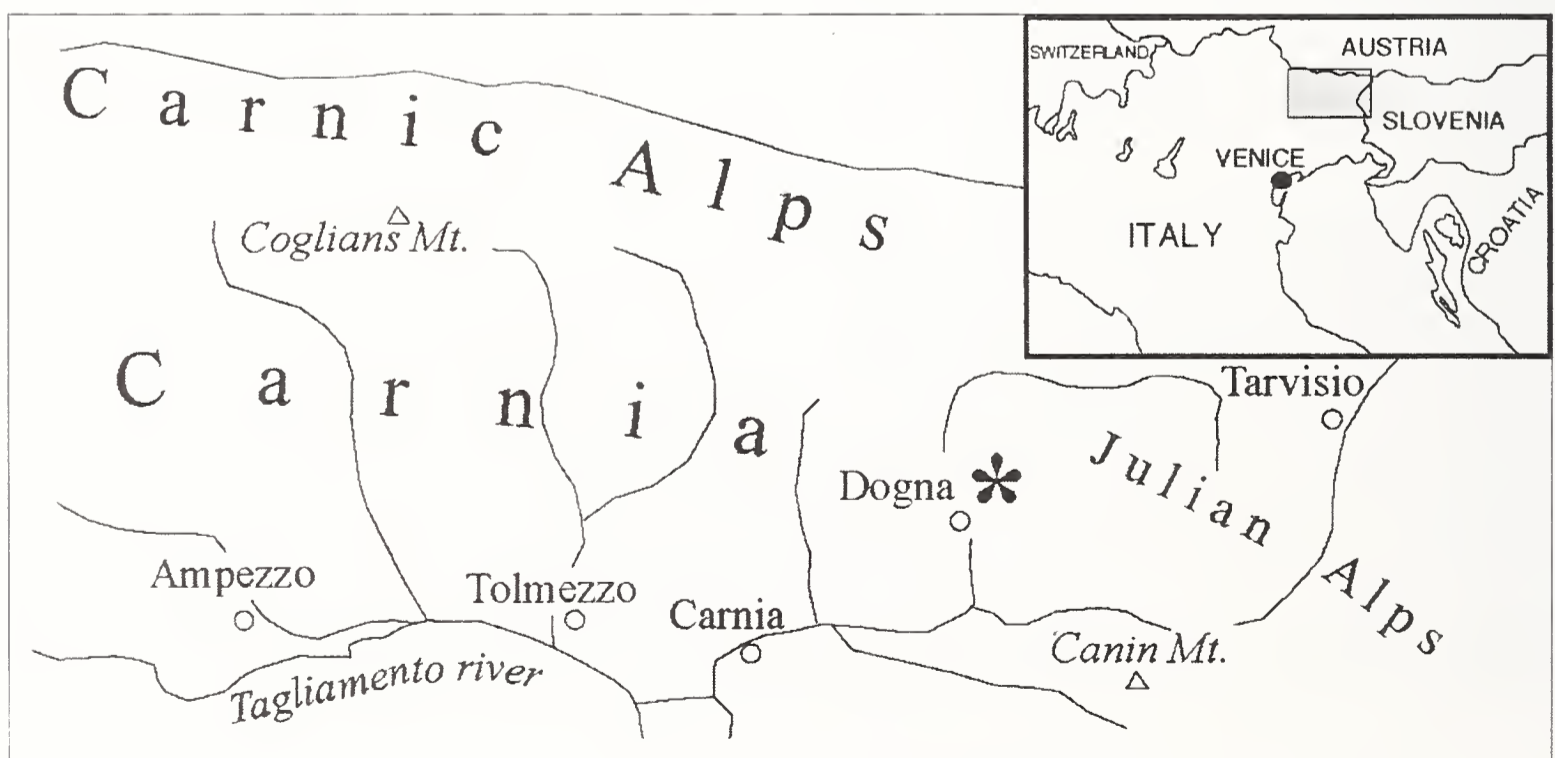 Carnic Alps
Coglians Mt.
Carnia
Ampezzo
Tolmezzo
Carnia
Tagliamento river
Dogna *
Julian Alps
Tarvisio
Canin Mt.
SWITZERLAND
AUSTRIA
SLOVENIA
VENICE
ITALY
CROATIA